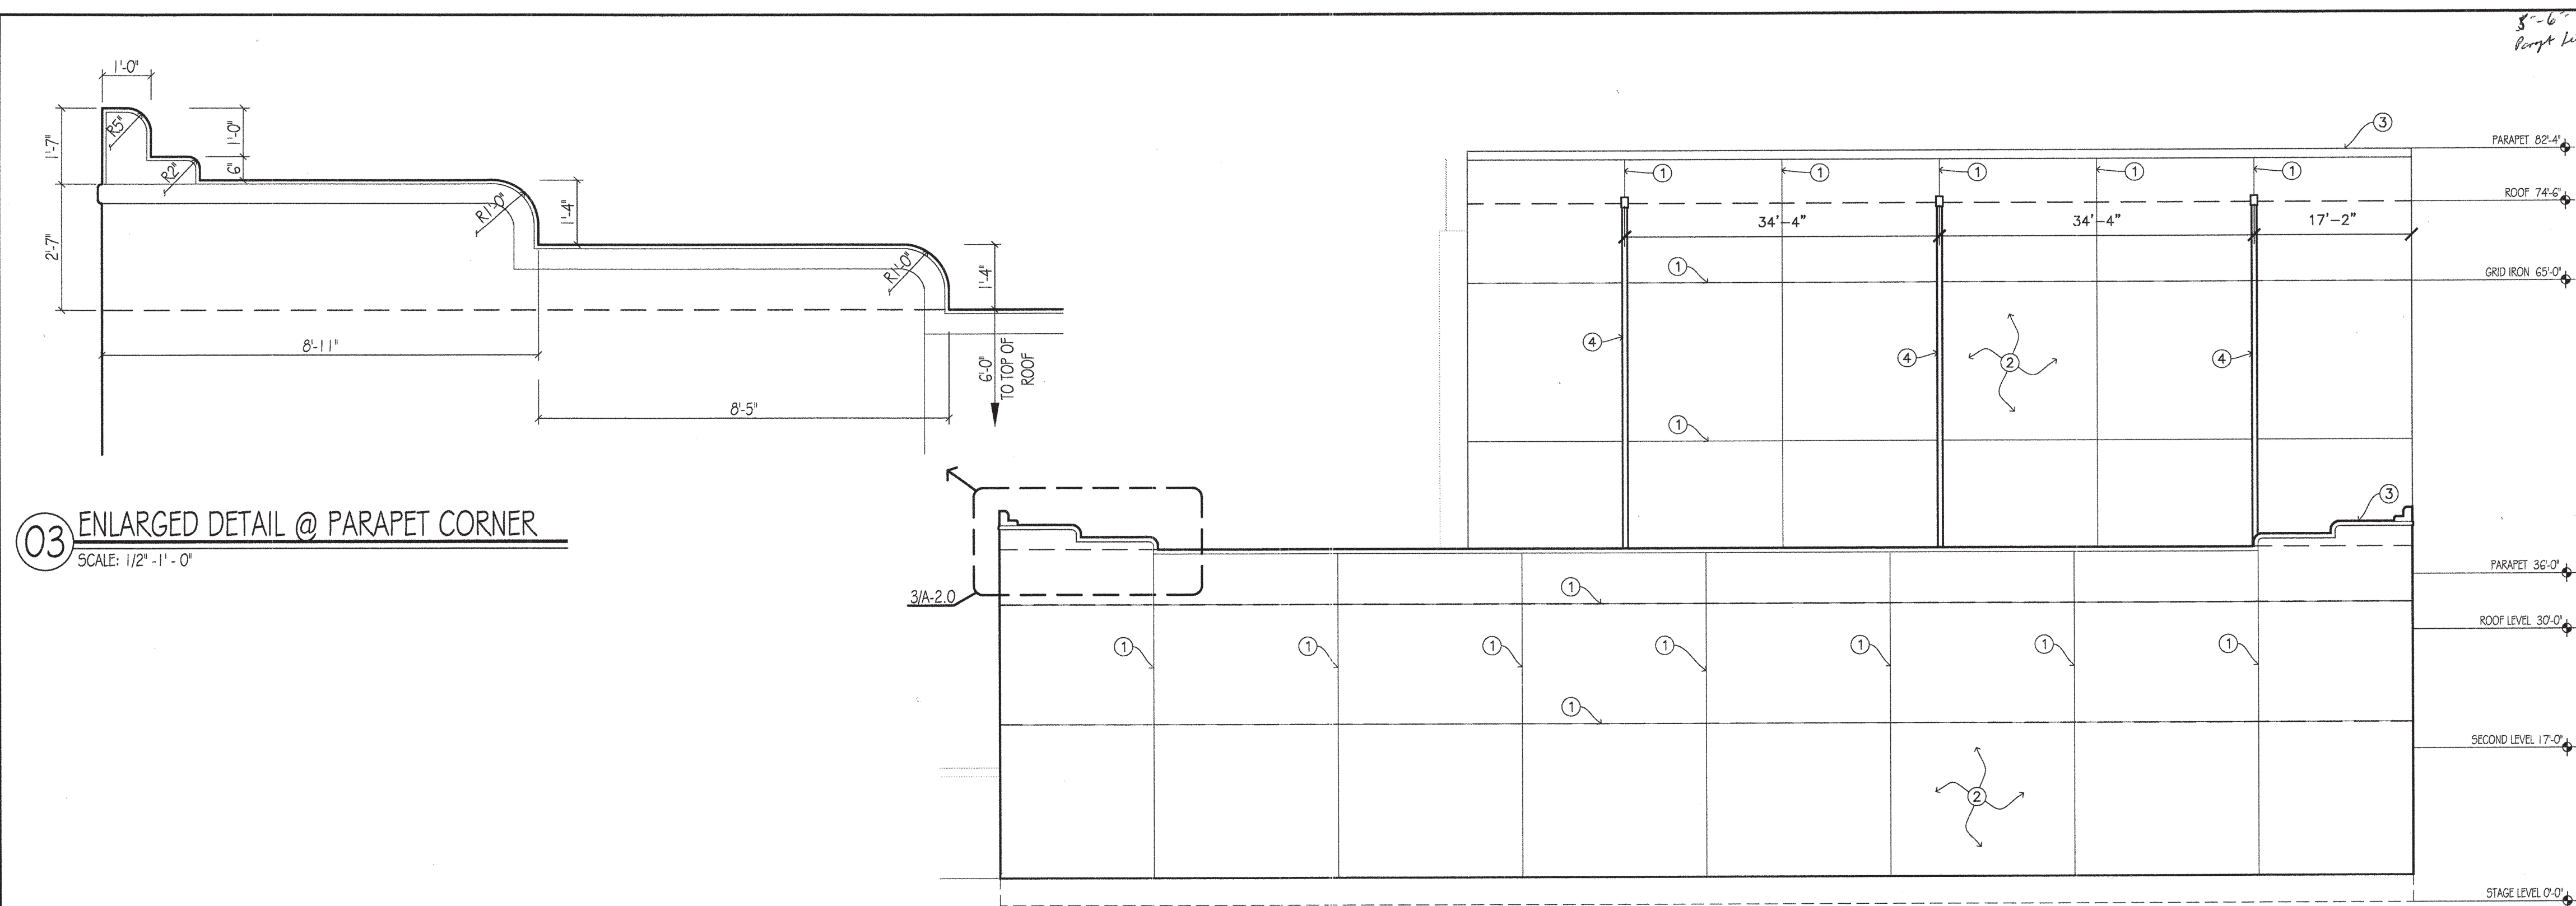 1'-0"
R5"
1'-7"
1'-0"
R2"
6"
2'-7"
R1'-0"
1'-4"
R1'-0"
1'-4"
8'-11"
8'-5"
6'-0"
TO TOP OF
ROOF
03 ENLARGED DETAIL @ PARAPET CORNER
SCALE: 1/2" -1' - 0"
3/A-2.0
3
PARAPET 82'-4"
1
1
1
1
1
ROOF 74'-6"
34'-4"
34'-4"
17'-2"
1
GRID IRON 65'-0"
4
4
4
2
1
3
PARAPET 36'-0"
1
ROOF LEVEL 30'-0"
1
1
1
1
1
1
1
1
SECOND LEVEL 17'-0"
2
STAGE LEVEL 0'-0"